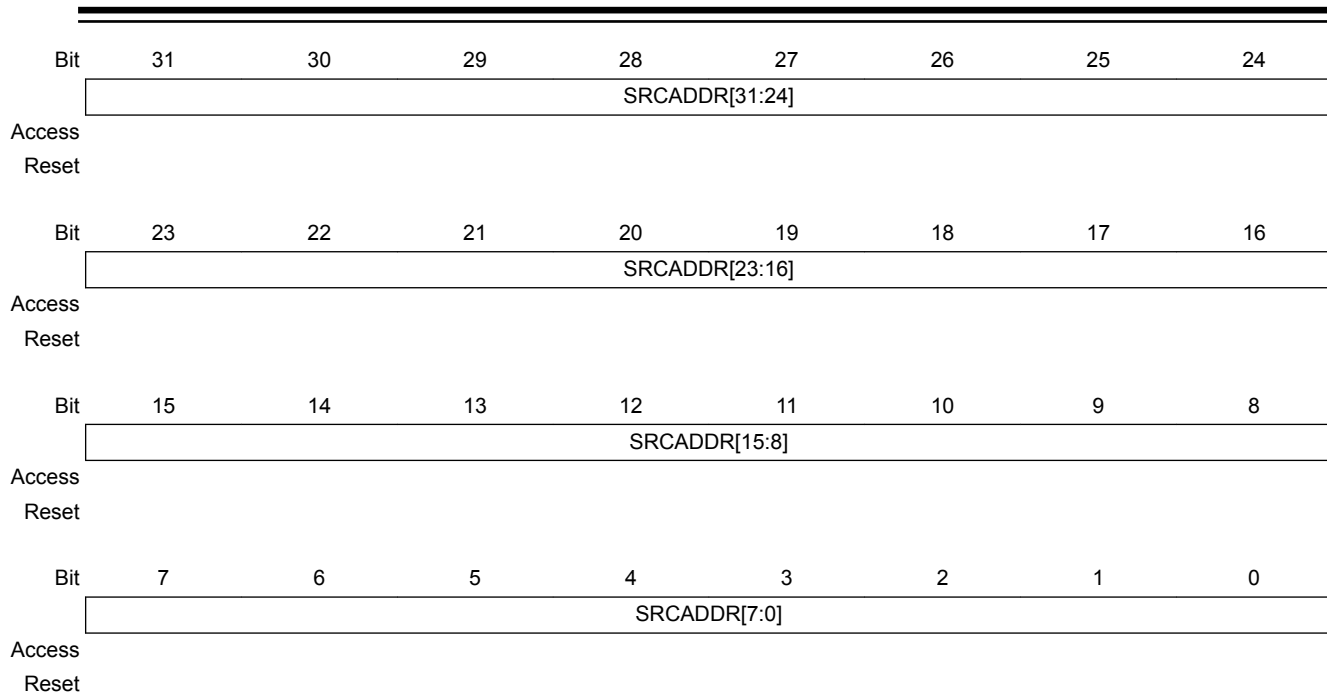 Bit 31 30 29 28 27 26 25 24
SRCADDR[31:24]
Access
Reset
Bit 23 22 21 20 19 18 17 16
SRCADDR[23:16]
Access
Reset
Bit 15 14 13 12 11 10 9 8
SRCADDR[15:8]
Access
Reset
Bit 7 6 5 4 3 2 1 0
SRCADDR[7:0]
Access
Reset